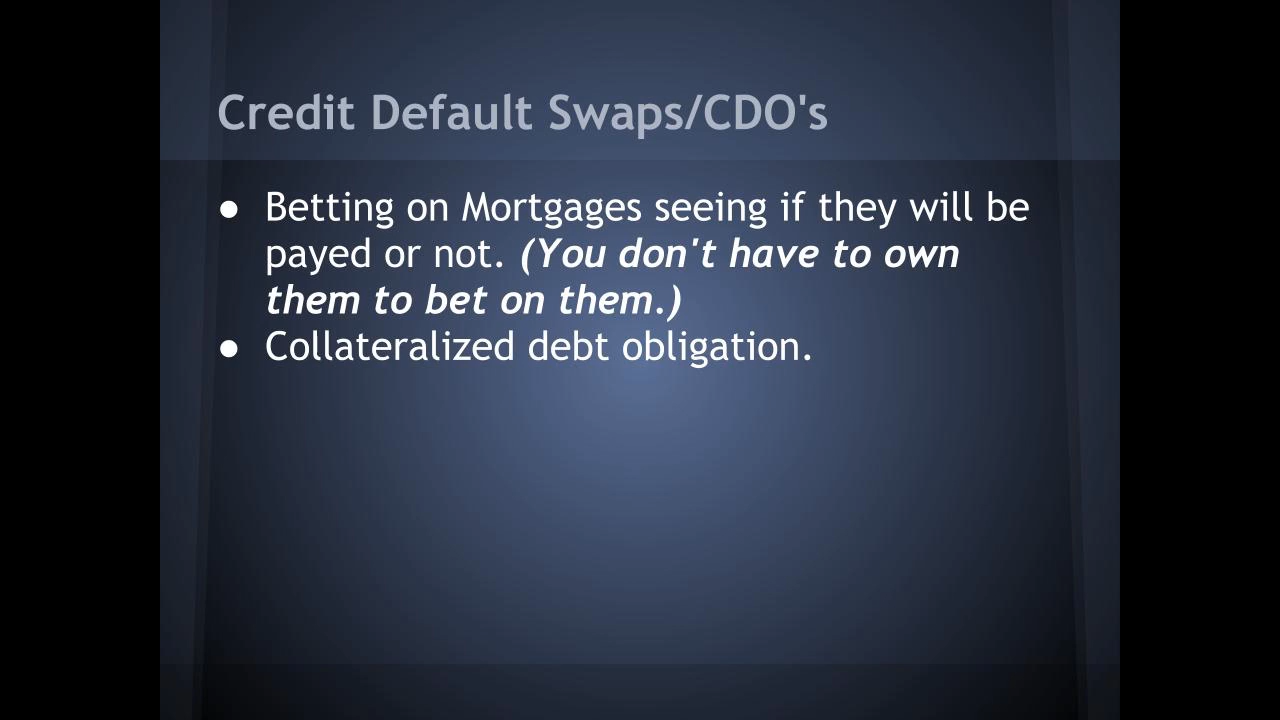 Credit Default Swaps/CDO's
● Betting on Mortgages seeing if they will be
payed or not. (You don't have to own
them to bet on them.)
● Collateralized debt obligation.